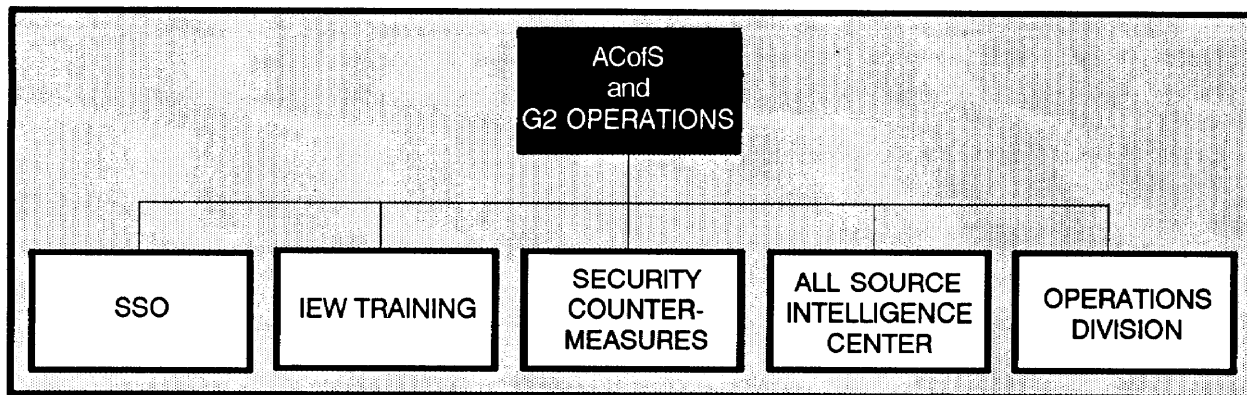 ACofS
and
G2 OPERATIONS
SSO
IEW TRAINING
SECURITY
COUNTER-
MEASURES
ALL SOURCE
INTELLIGENCE
CENTER
OPERATIONS
DIVISION